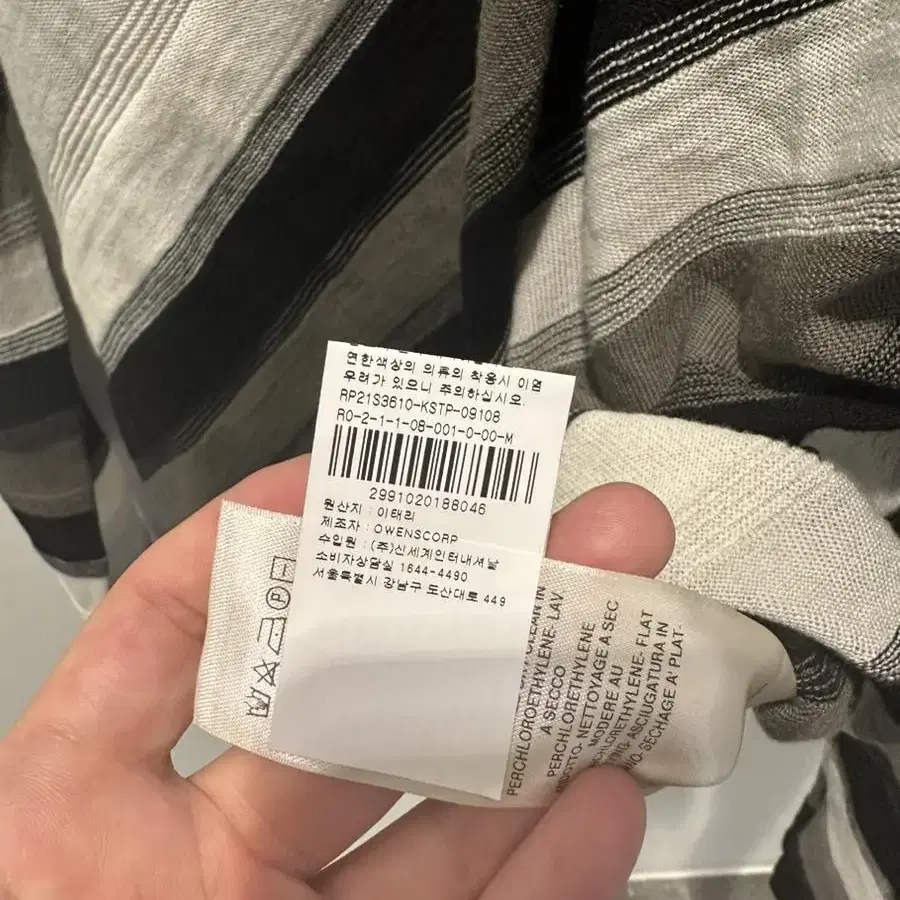 연한색상의 의류의 착용시 이염
우려가 있으니 주의하십시오.
RP21S3610-KSTP-09108
R0-2-1-1-08-001-0-00-M
2991020188046
원산지 : 이태리
제조자 : OWENSCORP
수입원 : (주)신세계인터내셔날
소비자상담실 1644-4490
서울특별시 강남구 도산대로 449
CLEAN IN
PERCHLOROETHYLENE- LAV
A SECCO
PERCHLORETHYLENE
NETTOYAGE A SEC
MODERE AU
FLAT
ASCIUGATURA IN
SECHAGE A PLAT-
P